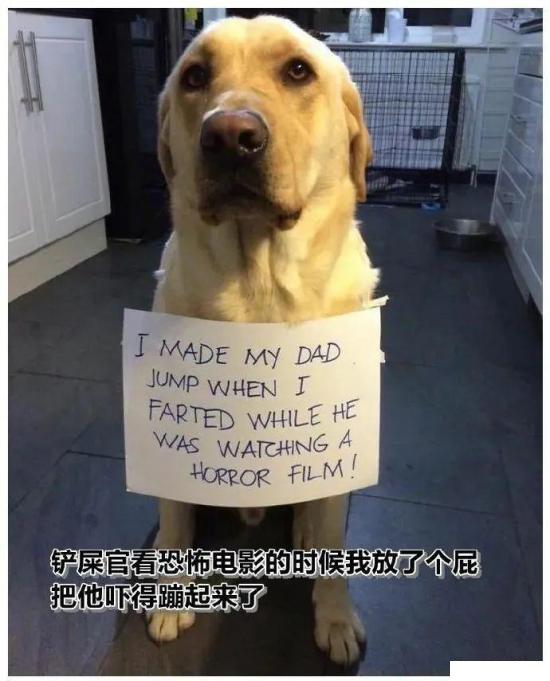 I MADE MY DAD
JUMP WHEN I
FARTED WHILE HE
WAS WATCHING A
HORROR FILM!
铲屎官看恐怖电影的时候我放了个屁
把他吓得蹦起来了